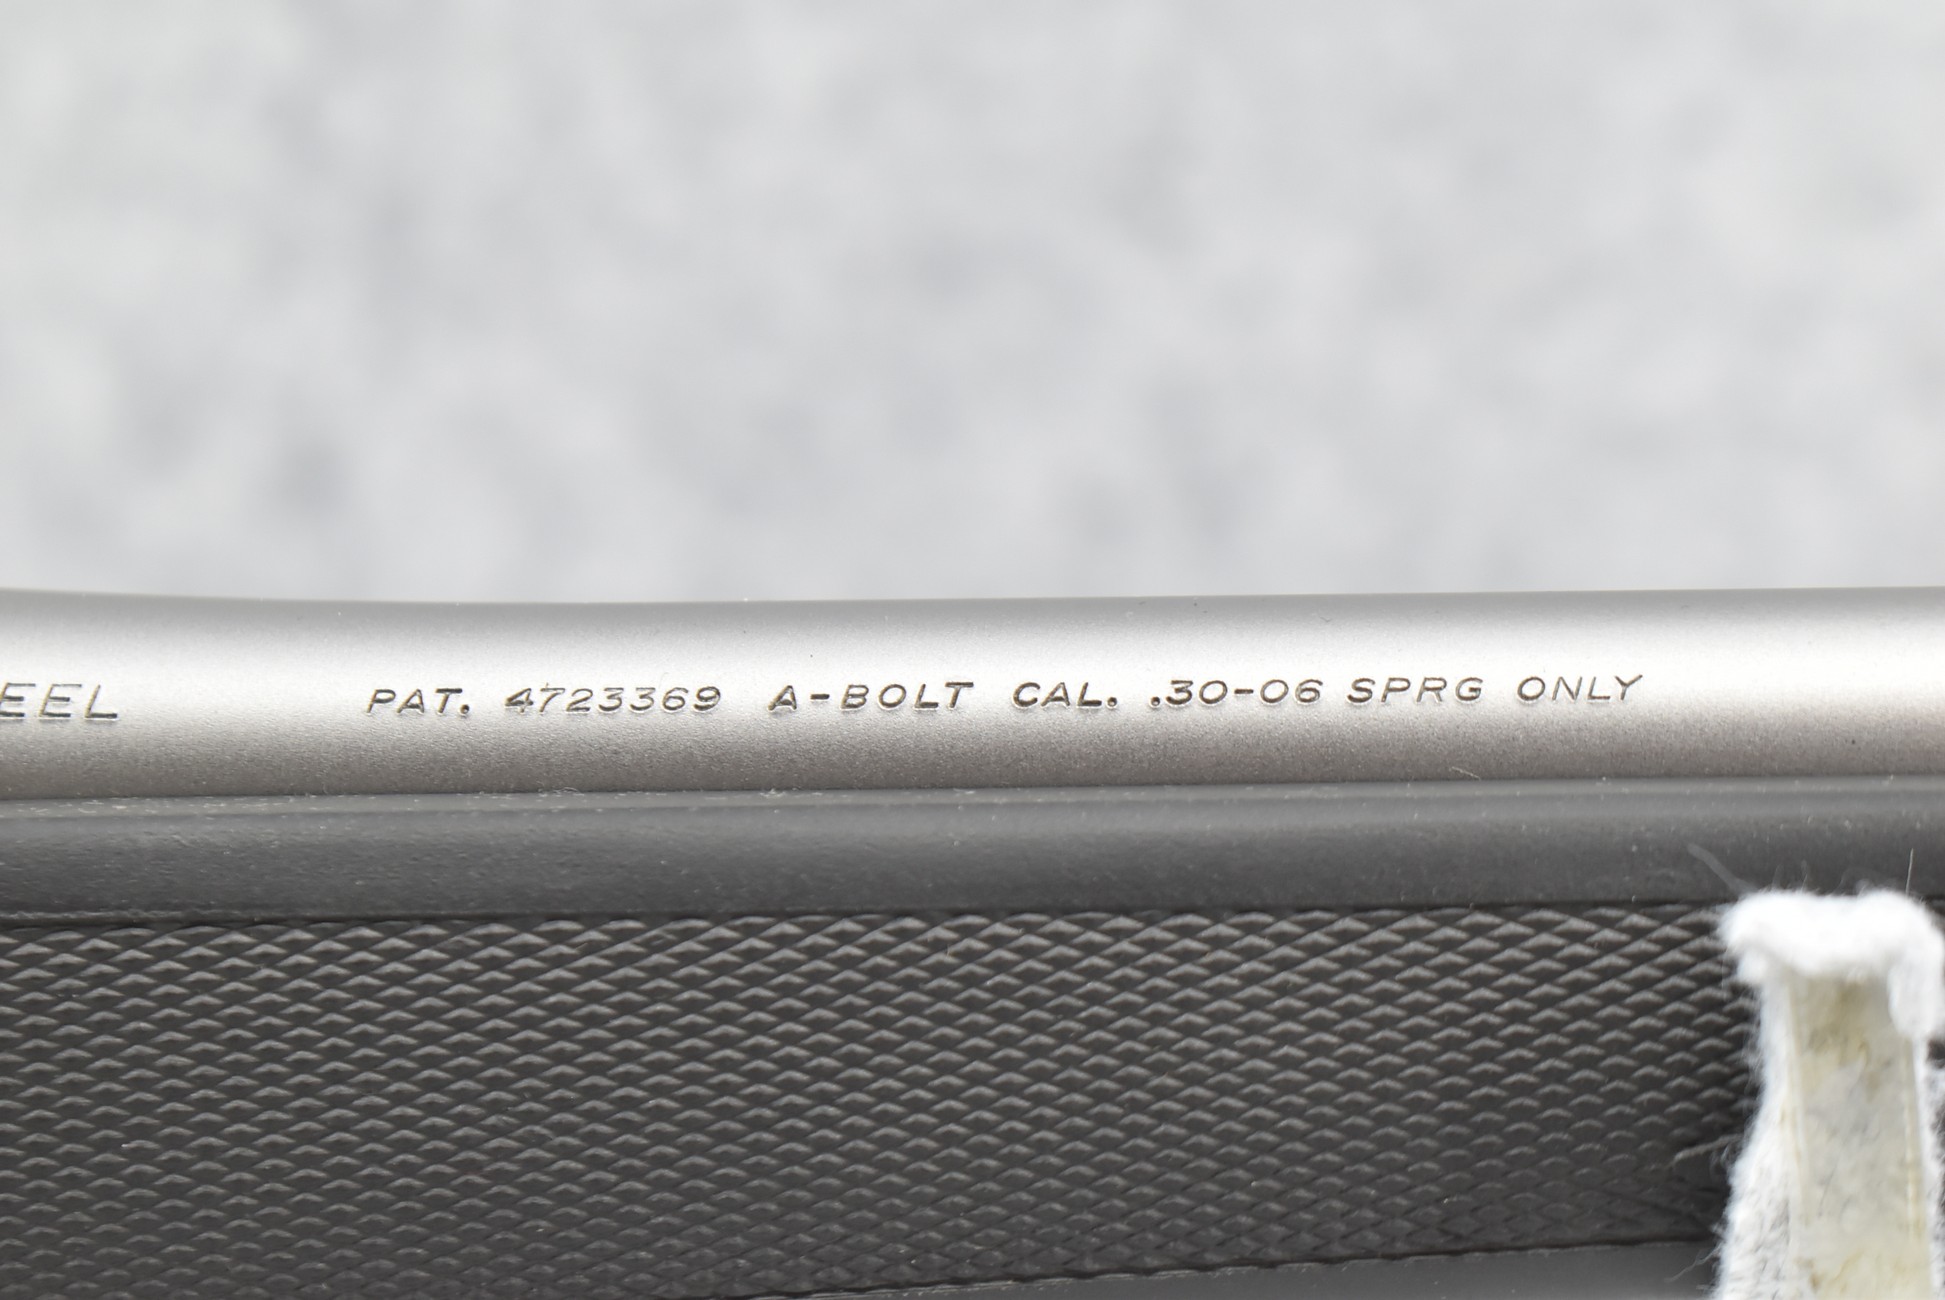 EEL PAT. 4723369 A-BOLT CAL. .30-06 SPRG ONLY